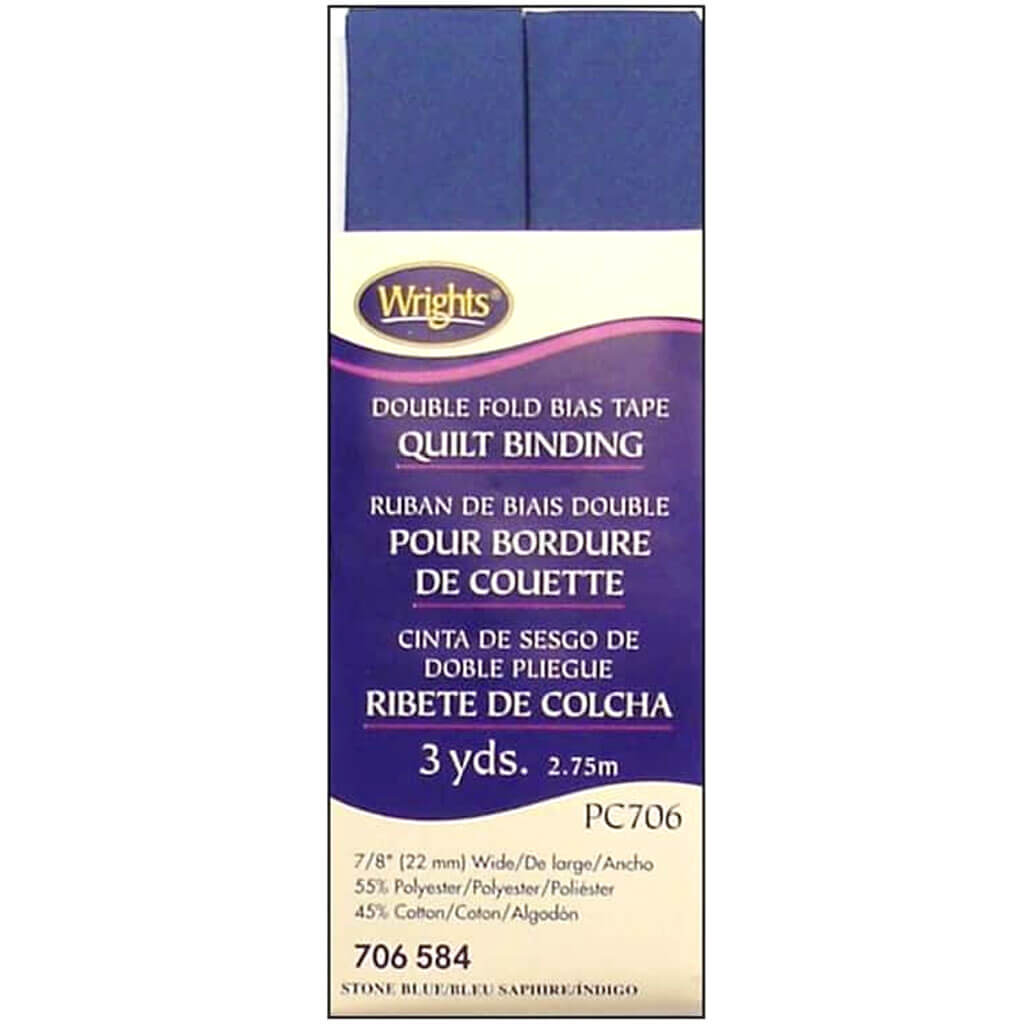 Wrights®
DOUBLE FOLD BIAS TAPE
QUILT BINDING
RUBAN DE BIAIS DOUBLE
POUR BORDURE
DE COUETTE
CINTA DE SESGO DE
DOBLE PLIEGUE
RIBETE DE COLCHA
3 yds. 2.75m
PC706
7/8" (22 mm) Wide/De large/Ancho
55% Polyester/Polyester/Poliéster
45% Cotton/Coton/Algodón
706 584
STONE BLUE/BLEU SAPHIRE/ÍNDIGO